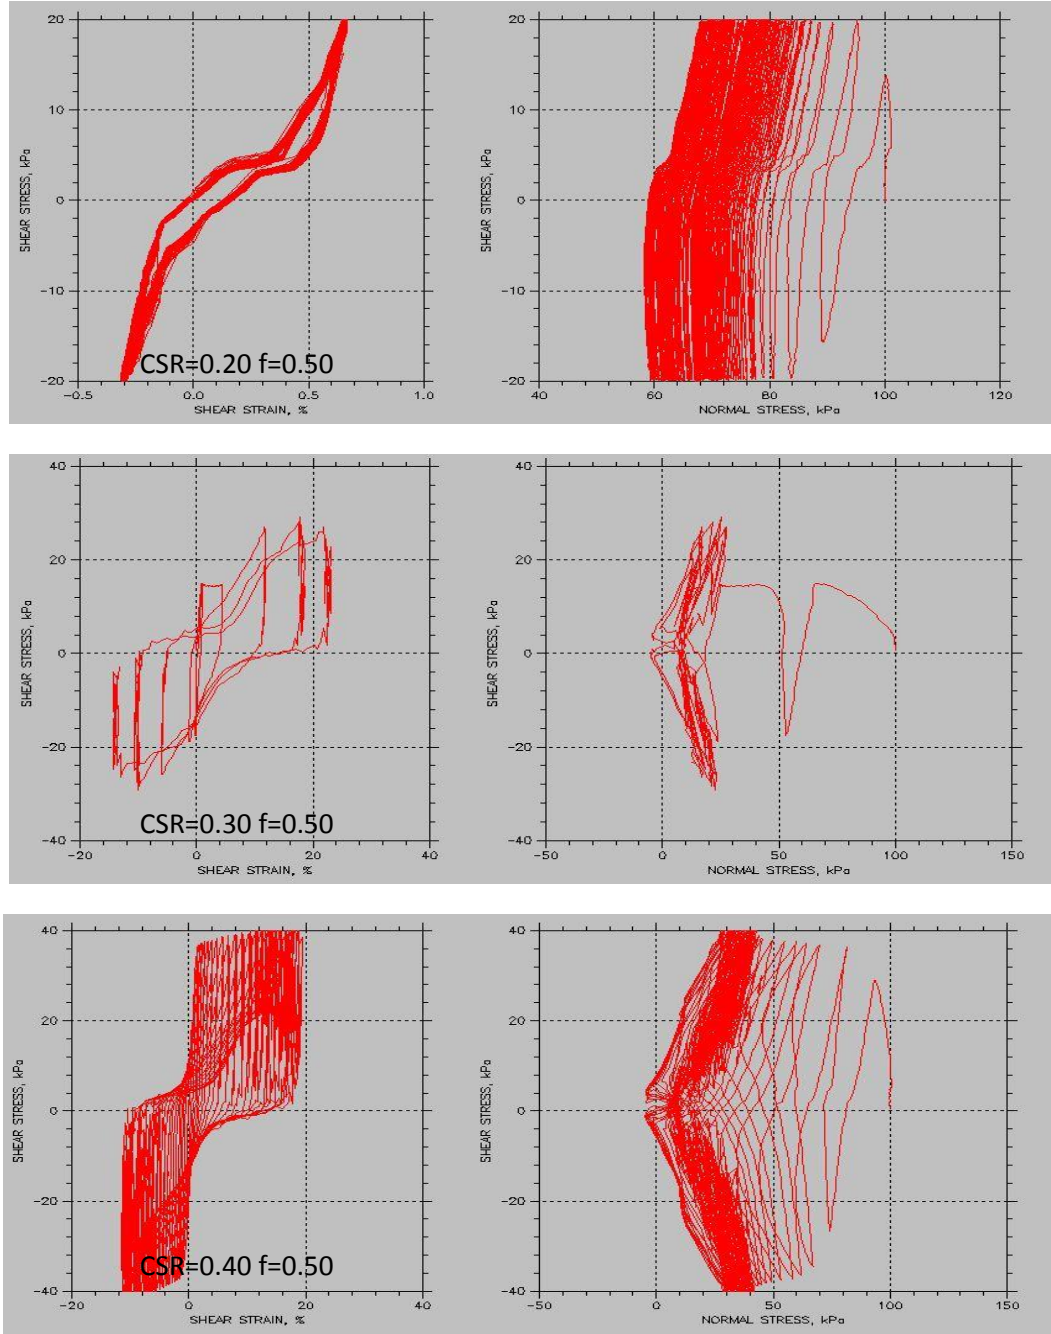 20
10
0
-10
-20
SHEAR STRESS, kPa
CSR=0.20 f=0.50
-0.5 0.0 0.5 1.0
SHEAR STRAIN, %
20
10
0
-10
-20
SHEAR STRESS, kPa
40 60 80 100 120
NORMAL STRESS, kPa
40
20
0
-20
-40
SHEAR STRESS, kPa
CSR=0.30 f=0.50
-20 0 20 40
SHEAR STRAIN, %
40
20
0
-20
-40
SHEAR STRESS, kPa
-50 0 50 100 150
NORMAL STRESS, kPa
40
20
0
-20
-40
SHEAR STRESS, kPa
CSR=0.40 f=0.50
-20 0 20 40
SHEAR STRAIN, %
40
20
0
-20
-40
SHEAR STRESS, kPa
-50 0 50 100 150
NORMAL STRESS, kPa